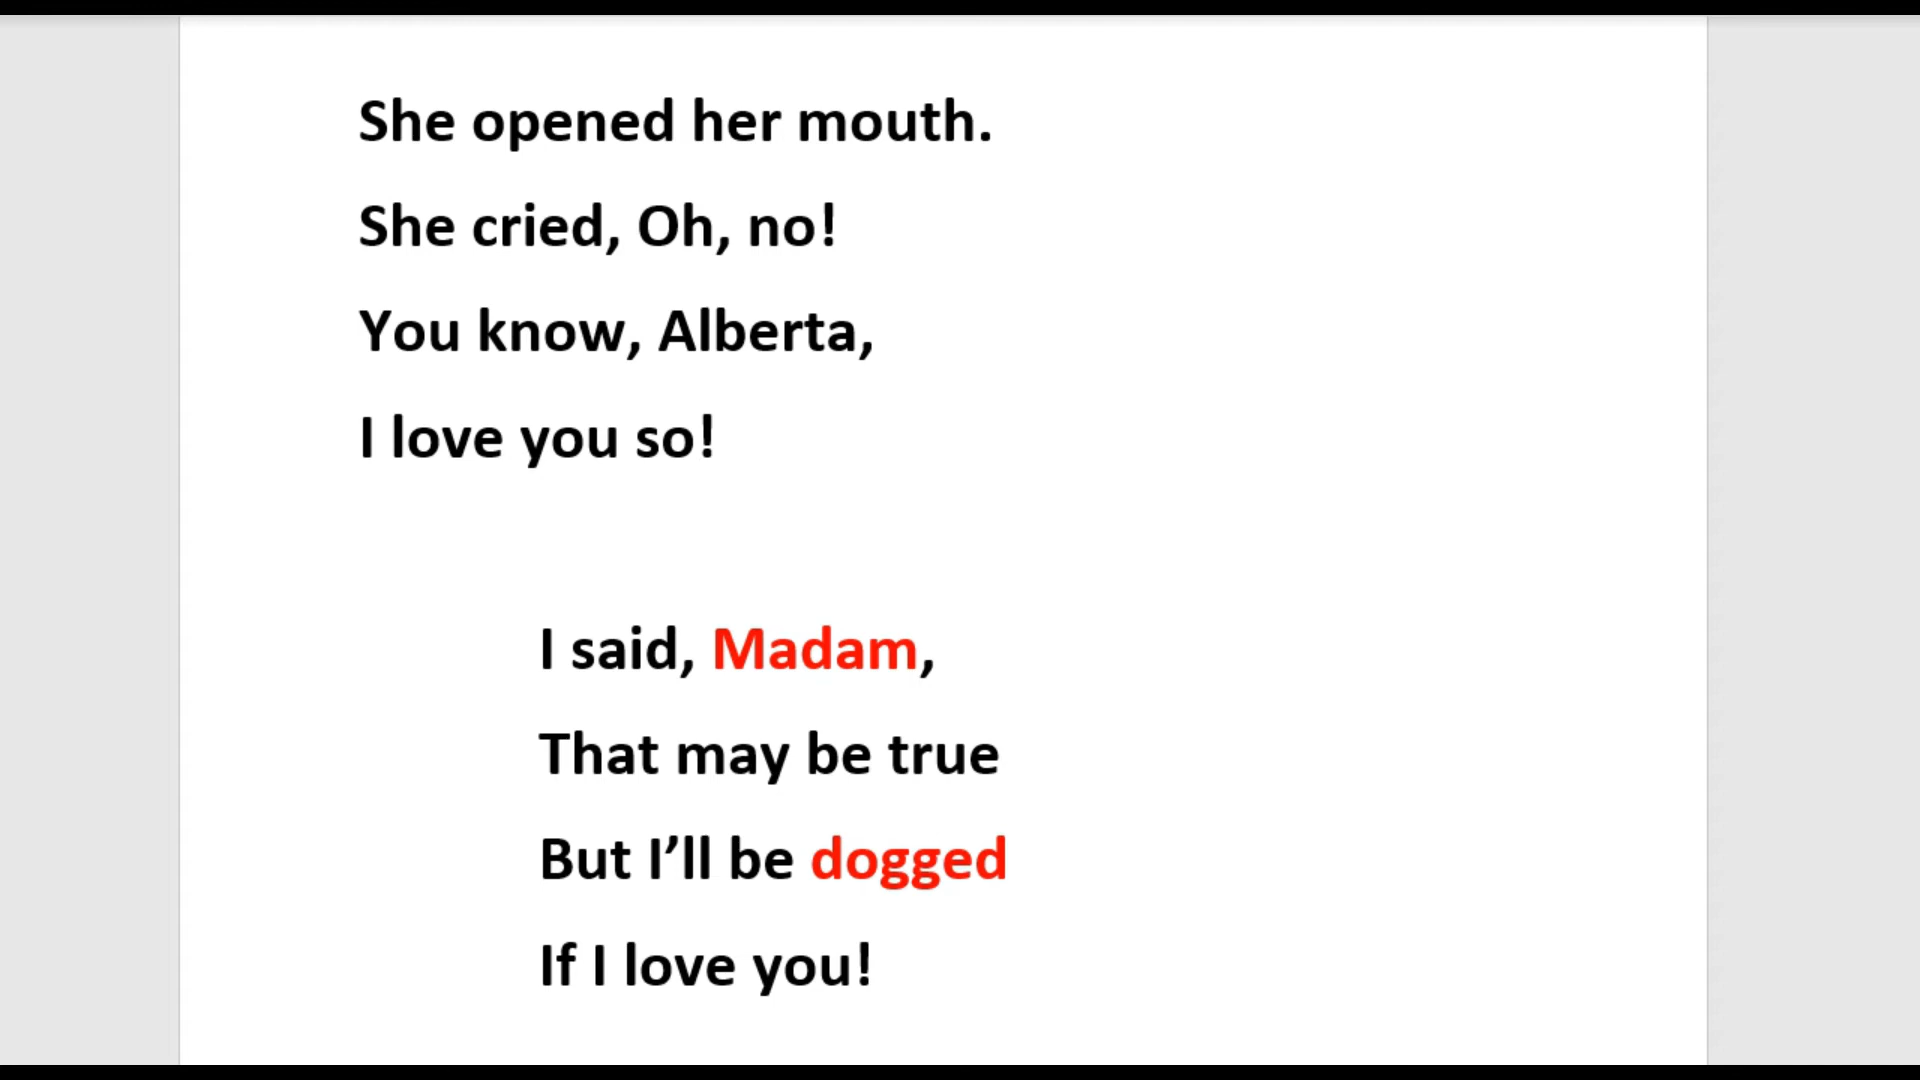 She opened her mouth.
She cried, Oh, no!
You know, Alberta,
I love you so!
I said, Madam,
That may be true
But I’ll be dogged
If I love you!